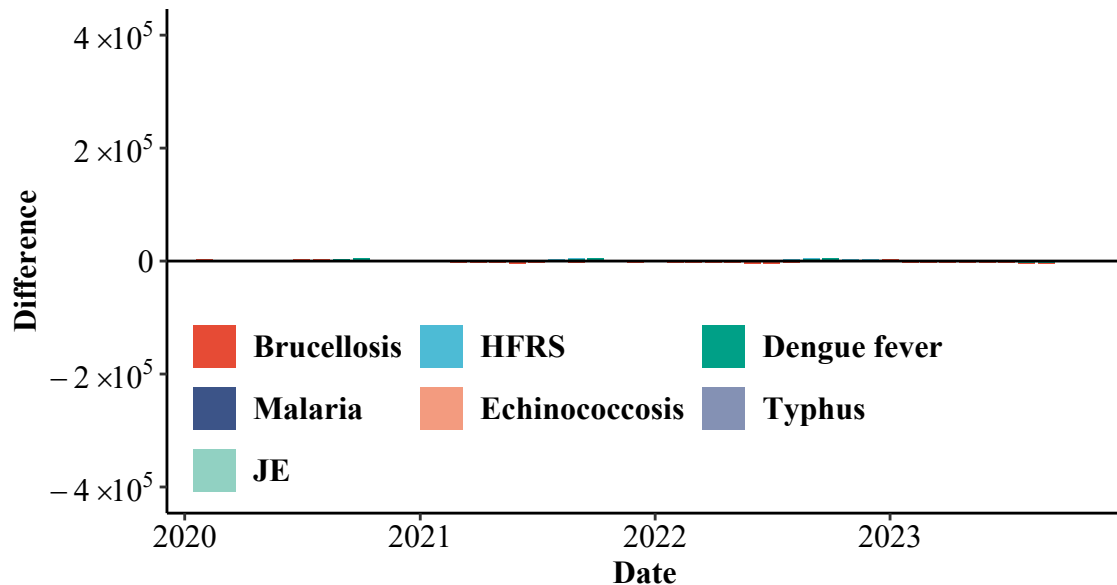 Difference
4 ×10⁵
2 ×10⁵
0
− 2 ×10⁵
− 4 ×10⁵
Brucellosis HFRS Dengue fever
Malaria Echinococcosis Typhus
JE
2020 2021 2022 2023
Date